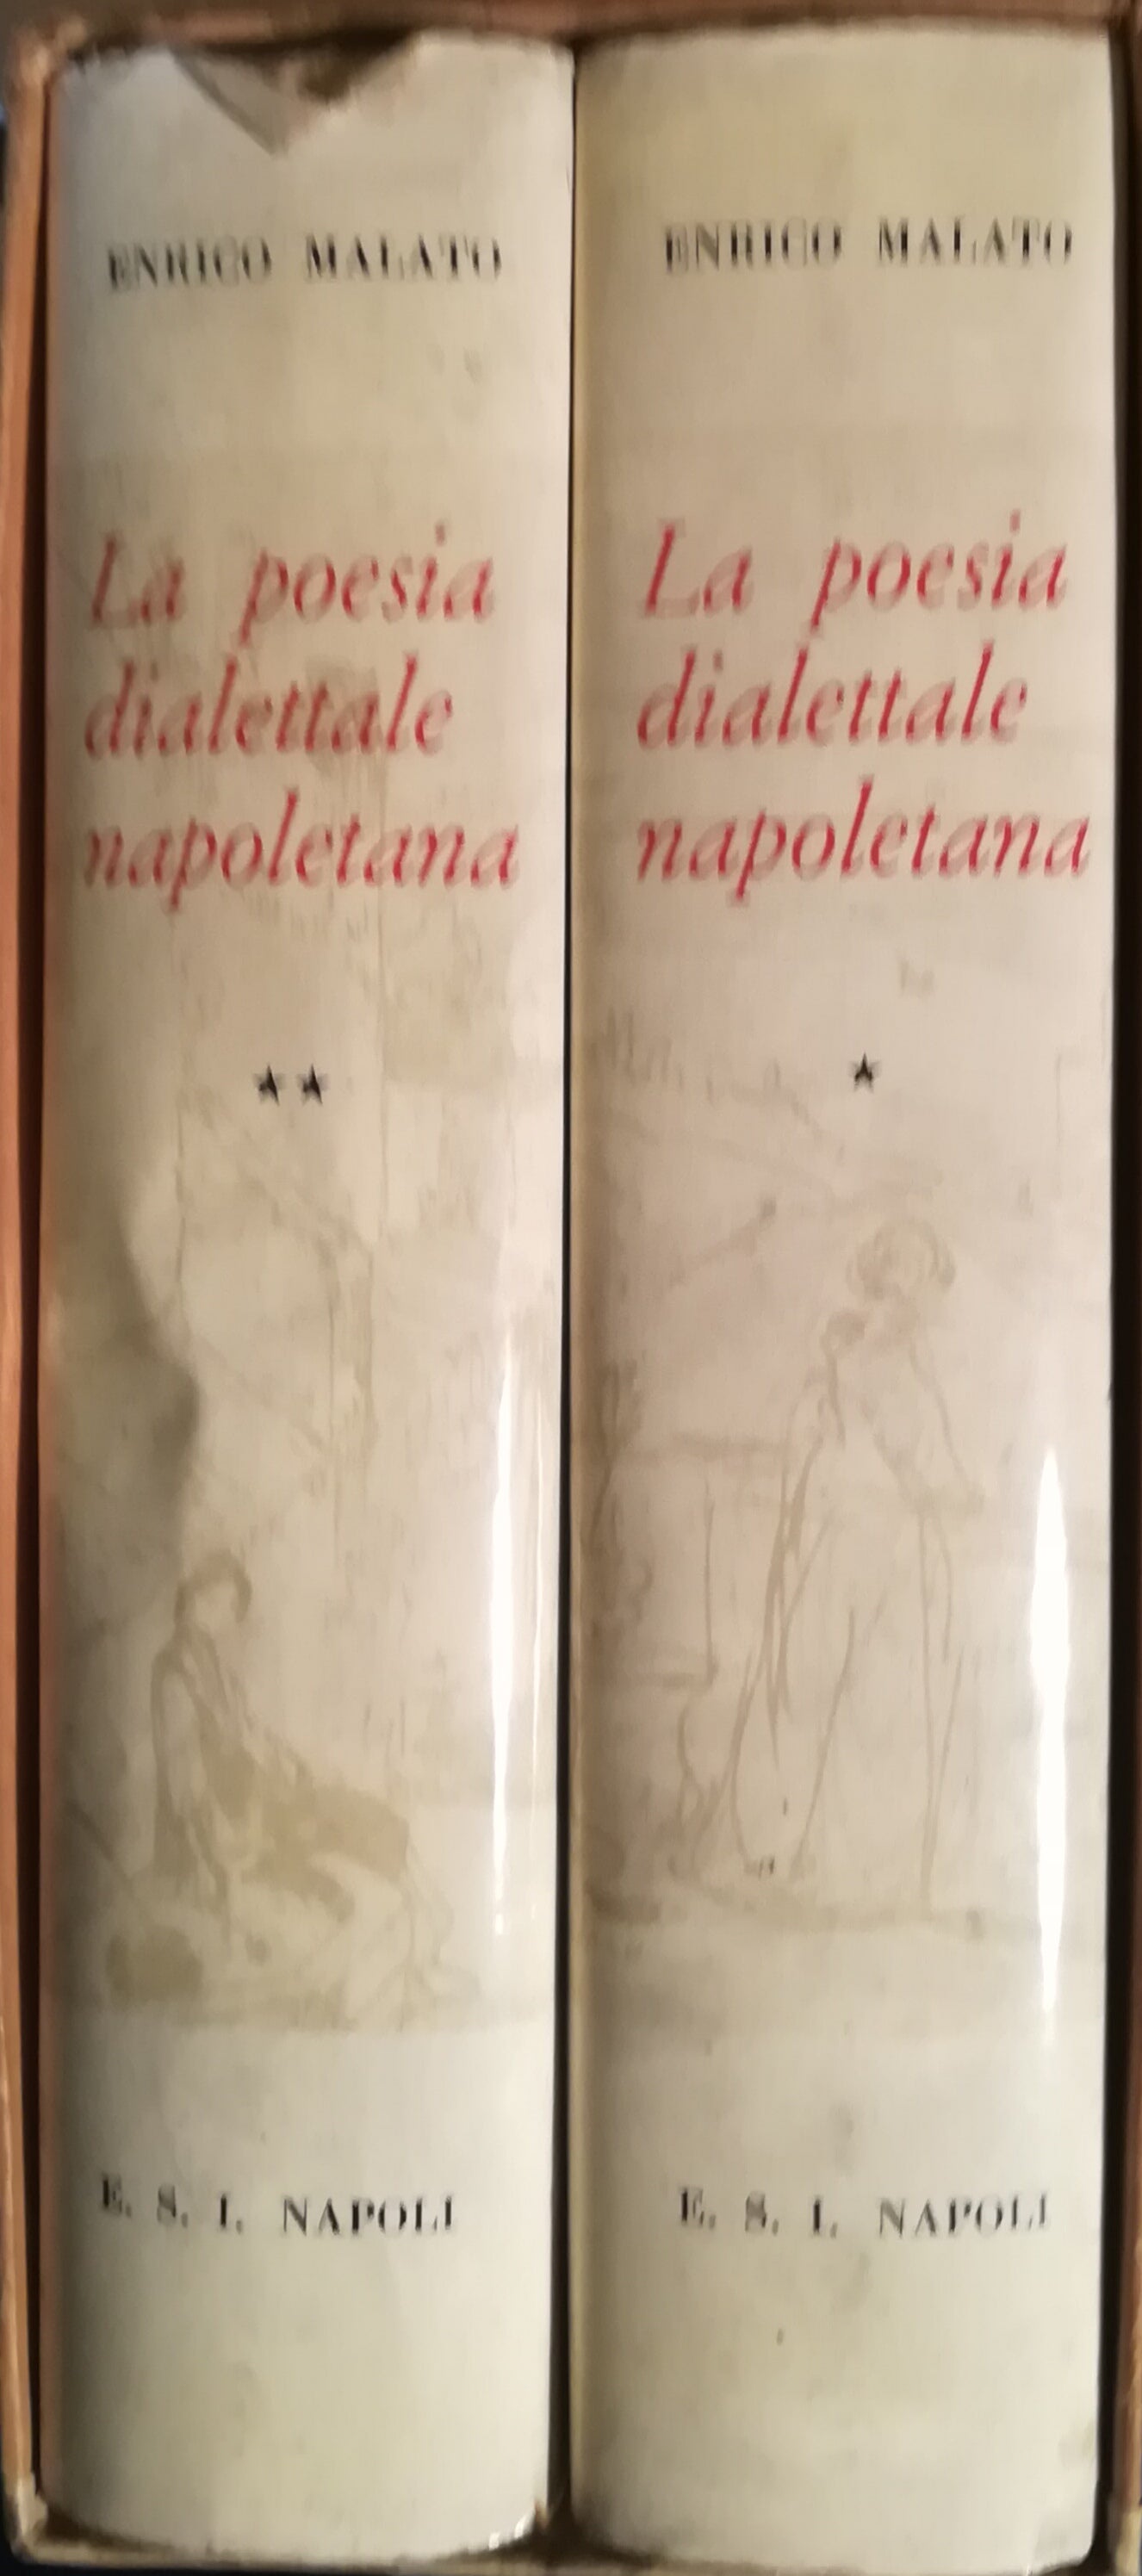 ENRICO MALATO
La poesia
dialettale
napoletana
★★
E. S. I. NAPOLI
ENRICO MALATO
La poesia
dialettale
napoletana
★
E. S. I. NAPOLI